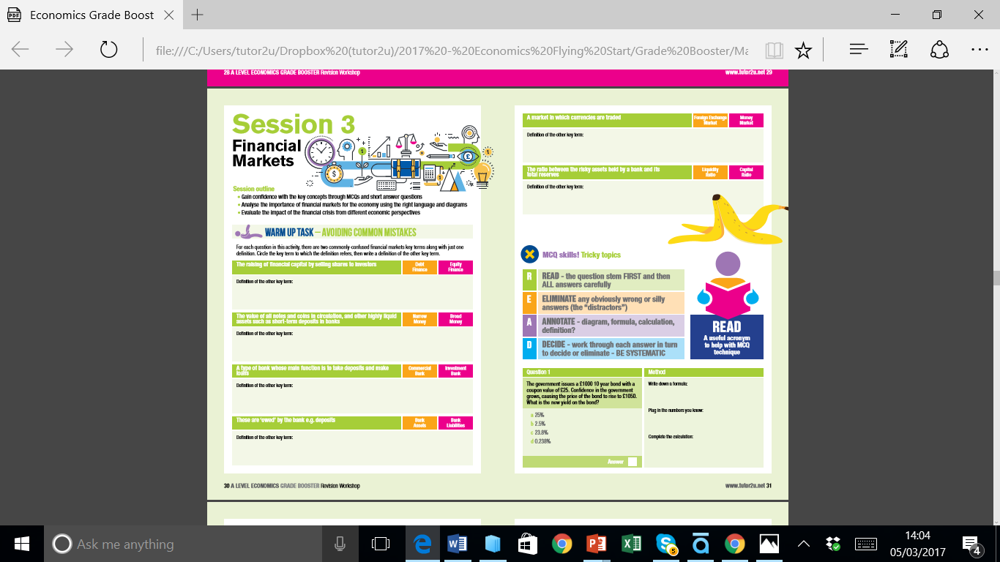 Economics Grade Boost
file:///C:/Users/tutor2u/Dropbox%20(tutor2u)/2017%20-%20Economics%20Flying%20Start/Grade%20Booster/Ma
29 A LEVEL ECONOMICS GRADE BOOSTER Revision Workshop
www.tutor2u.net 29
Session 3
Financial
Markets
Session outline
• Gain confidence with the key concepts through MCQs and short answer questions
• Analyse the importance of financial markets for the economy using the right language and diagrams
• Evaluate the impact of the financial crisis from different economic perspectives
WARM UP TASK – AVOIDING COMMON MISTAKES
For each question in this activity, there are two commonly-confused financial markets key terms along with just one
definition. Circle the key term to which the definition refers, then write a definition of the other key term.
The raising of financial capital by selling shares to investors
Debt
Finance
Equity
Finance
Definition of the other key term:
The value of all notes and coins in circulation, and other highly liquid
assets such as short-term deposits in banks
Narrow
Money
Broad
Money
Definition of the other key term:
A type of bank whose main function is to take deposits and make
loans
Commercial
Bank
Investment
Bank
Definition of the other key term:
These are 'owed' by the bank e.g. deposits
Bank
Assets
Bank
Liabilities
Definition of the other key term:
30 A LEVEL ECONOMICS GRADE BOOSTER Revision Workshop
A market in which currencies are traded
Foreign Exchange
Market
Money
Market
Definition of the other key term:
The ratio between the risky assets held by a bank and its
total reserves
Liquidity
Ratio
Capital
Ratio
Definition of the other key term:
MCQ skills! Tricky topics
R
READ - the question stem FIRST and then
ALL answers carefully
E
ELIMINATE any obviously wrong or silly
answers (the “distractors”)
A
ANNOTATE - diagram, formula, calculation,
definition?
D
DECIDE - work through each answer in turn
to decide or eliminate - BE SYSTEMATIC
READ
A useful acronym
to help with MCQ
technique
Question 1
The government issues a £1000 10 year bond with a
coupon value of £25. Confidence in the government
grows, causing the price of the bond to rise to £1050.
What is the new yield on the bond?
a 25%
b 2.5%
c 23.8%
d 0.238%
Answer
Method
Write down a formula:
Plug in the numbers you know:
Complete the calculation:
www.tutor2u.net 31
Ask me anything
5
14:04
05/03/2017
4